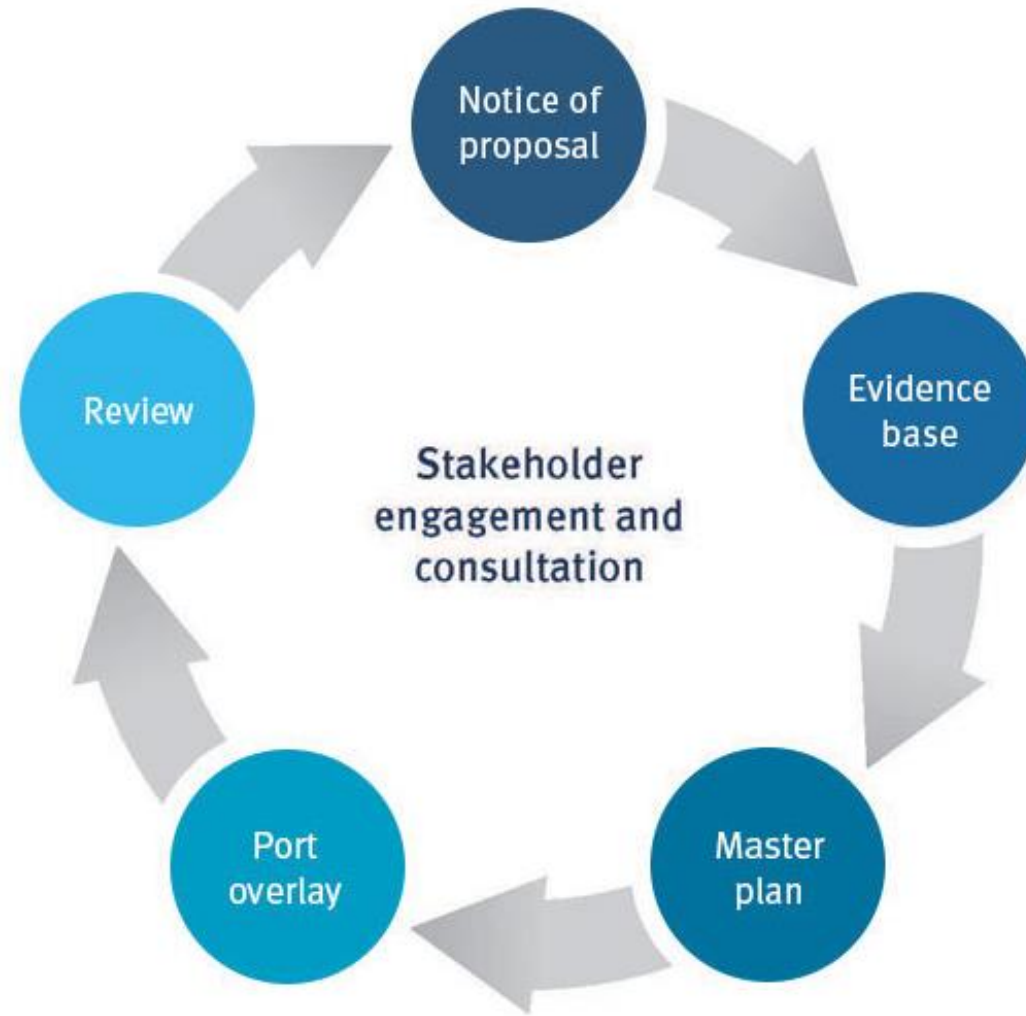 Notice of
proposal
Evidence
base
Master
plan
Port
overlay
Review
Stakeholder
engagement and
consultation